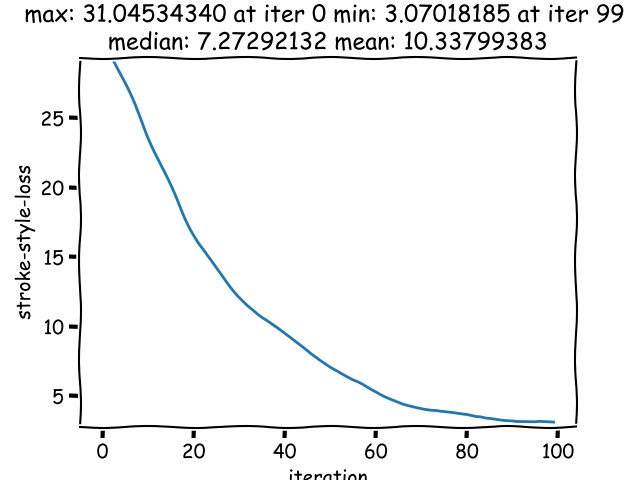 max: 31.04534340 at iter 0 min: 3.07018185 at iter 99
median: 7.27292132 mean: 10.33799383
25
20
15
10
5
stroke-style-loss
0 20 40 60 80 100
iteration